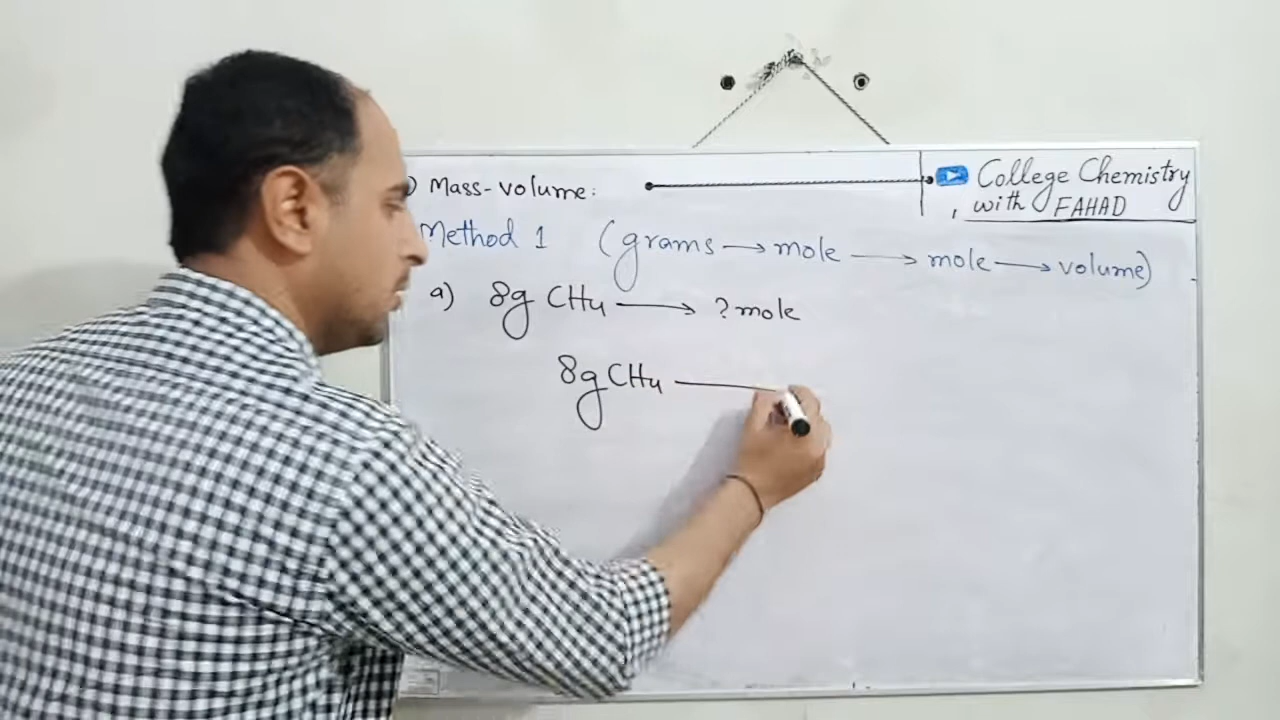 ) Mass-volume:
College Chemistry
with FAHAD
Method 1 (grams → mole → mole → volume)
a) 8g CH4 → ? mole
8g CH4